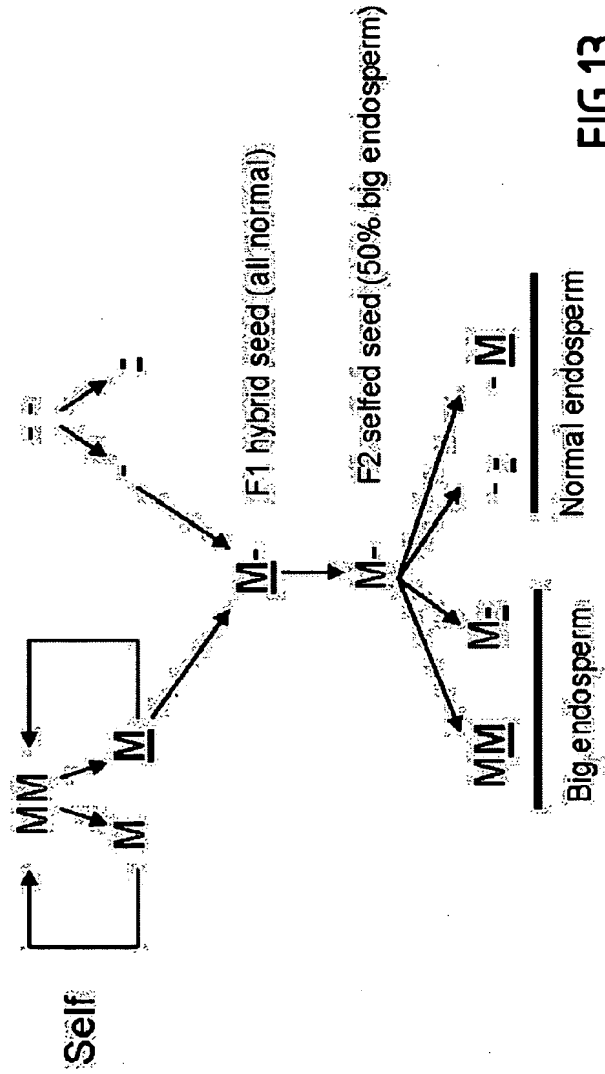 Self
MM
- -
M M
- -
M- F1 hybrid seed (all normal)
M- F2 selfed seed (50% big endosperm)
MM M- - - - M
Big endosperm Normal endosperm
FIG.13